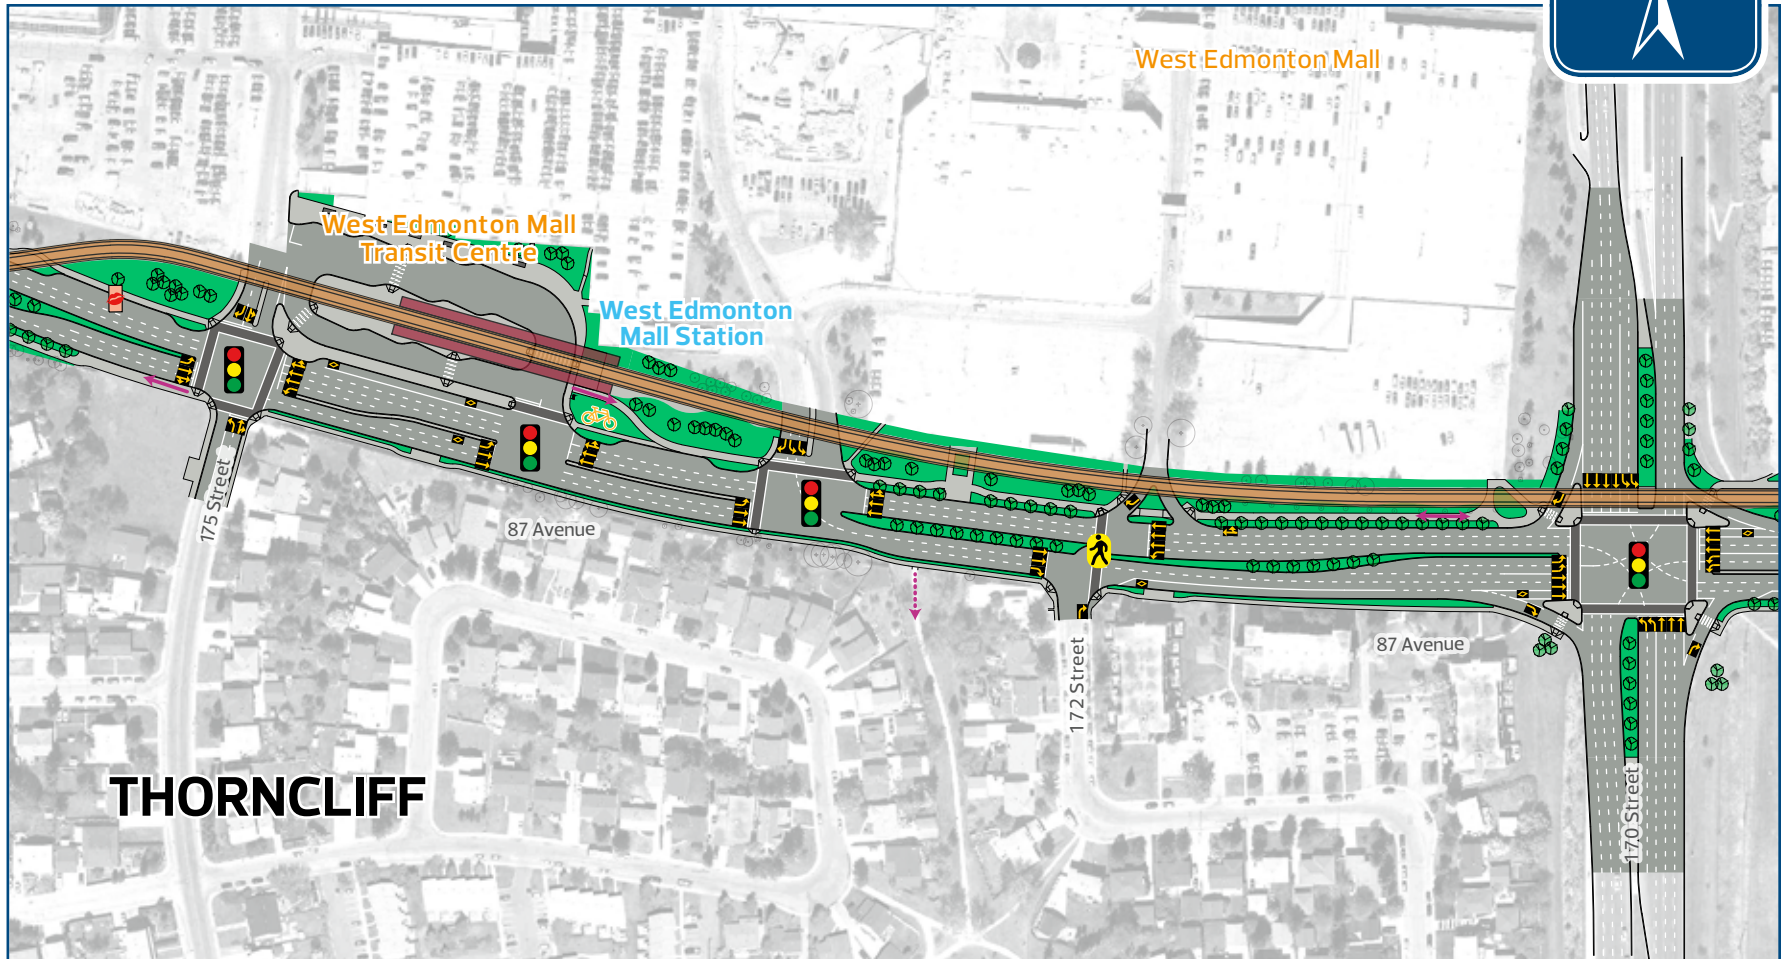 West Edmonton Mall
West Edmonton Mall
Transit Centre
West Edmonton
Mall Station
175 Street
87 Avenue
172 Street
87 Avenue
170 Street
THORNCLIFF